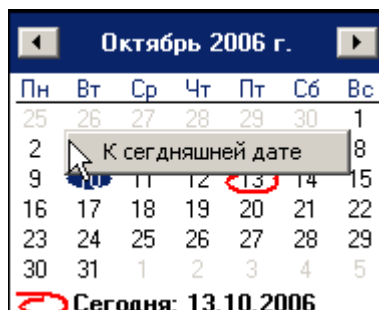 Октябрь 2006 г.
Пн Вт Ср Чт Пт Сб Вс
25 26 27 28 29 30 1
2 К сегдняшней дате 8
9 10 11 12 13 14 15
16 17 18 19 20 21 22
23 24 25 26 27 28 29
30 31 1 2 3 4 5
Сегодня: 13.10.2006